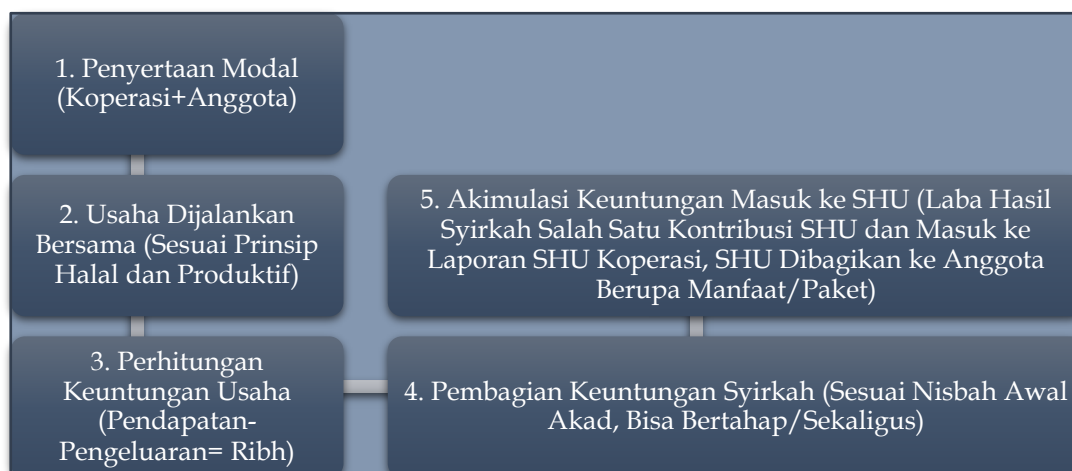 1. Penyertaan Modal
(Koperasi+Anggota)
2. Usaha Dijalankan
Bersama (Sesuai Prinsip
Halal dan Produktif)
3. Perhitungan
Keuntungan Usaha
(Pendapatan-
Pengeluaran= Ribh)
4. Pembagian Keuntungan Syirkah (Sesuai Nisbah Awal
Akad, Bisa Bertahap/Sekaligus)
5. Akimulasi Keuntungan Masuk ke SHU (Laba Hasil
Syirkah Salah Satu Kontribusi SHU dan Masuk ke
Laporan SHU Koperasi, SHU Dibagikan ke Anggota
Berupa Manfaat/Paket)